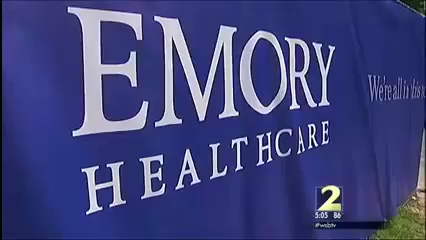 EMORY
HEALTHCARE
We're all in this
2
5:05 86°
#wsbtv